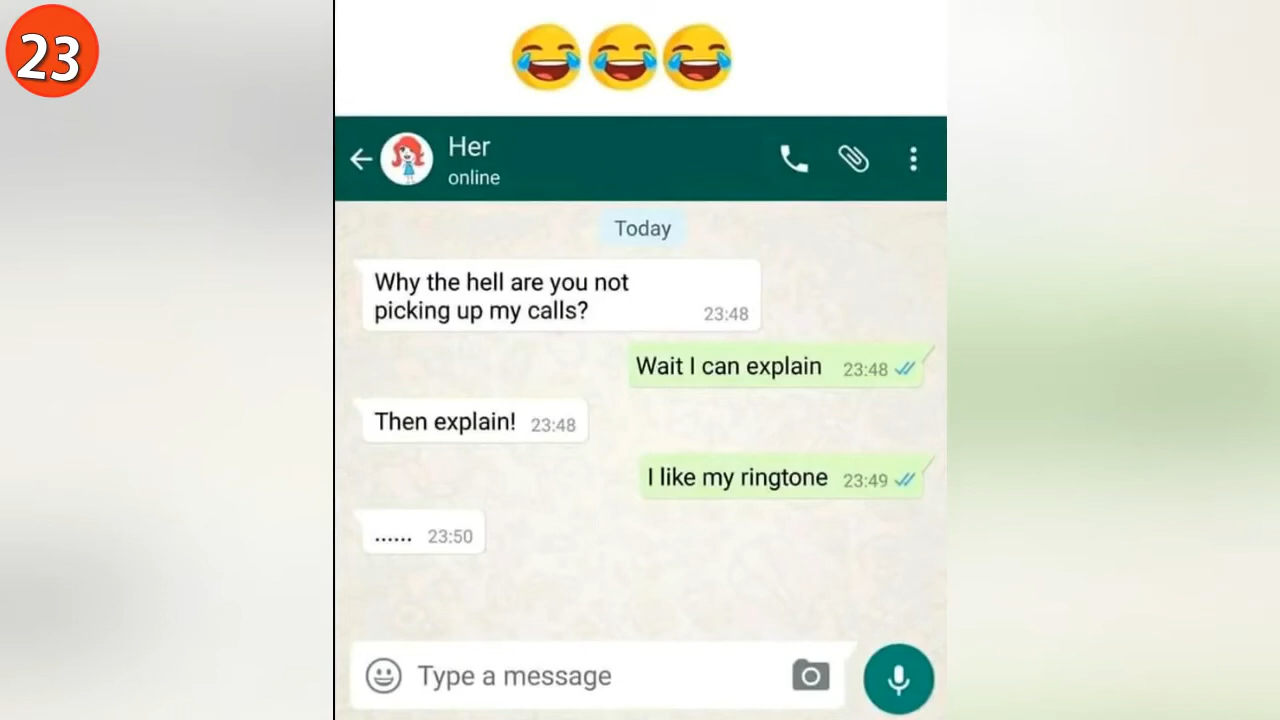 23
😂😂😂
Her
online
Today
Why the hell are you not
picking up my calls? 23:48
Wait I can explain 23:48
Then explain! 23:48
I like my ringtone 23:49
...... 23:50
Type a message